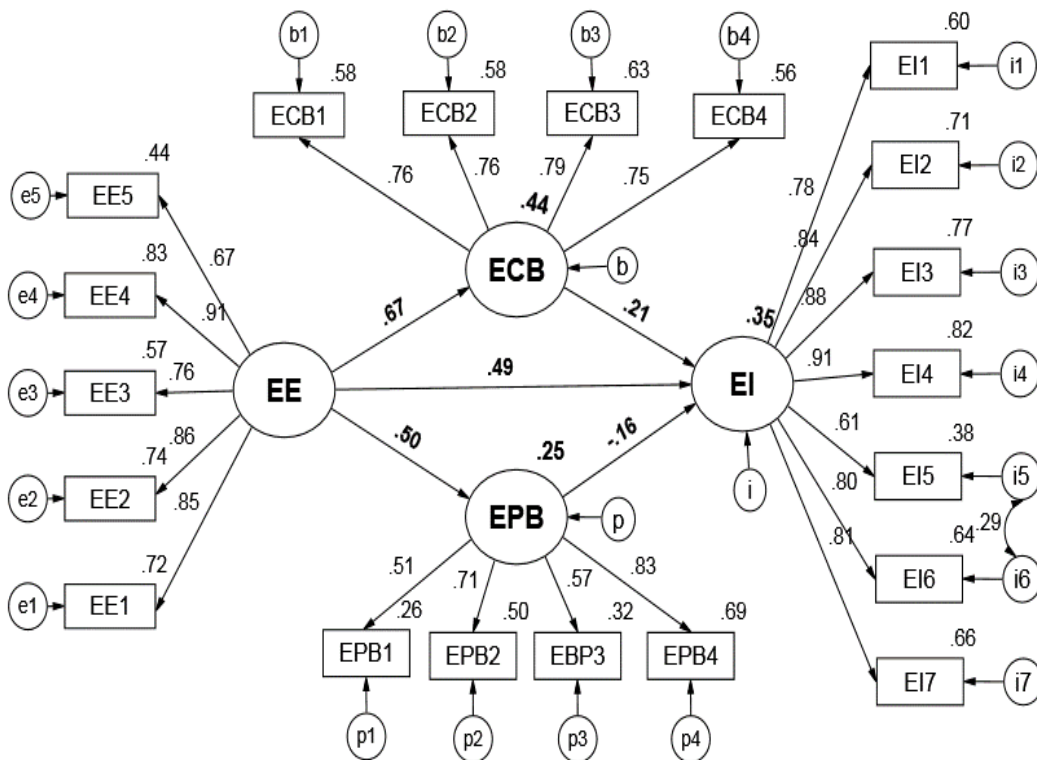 b1
b2
b3
b4
.58
.58
.63
.56
ECB1
ECB2
ECB3
ECB4
.76
.76
.79
.75
.44
ECB
b
.60
EI1
i1
.71
EI2
i2
.77
EI3
i3
.82
EI4
i4
.38
EI5
i5
.29
.64
EI6
i6
.66
EI7
i7
.78
.84
.88
.91
.61
.80
.81
.44
e5
EE5
.83
e4
EE4
.57
e3
EE3
.74
e2
EE2
.72
e1
EE1
.67
.91
.76
.86
.85
EE
.67
.49
.50
.21
-.16
.35
EI
i
.25
EPB
p
.51
.71
.57
.83
.26
.50
.32
.69
EPB1
EPB2
EBP3
EPB4
p1
p2
p3
p4